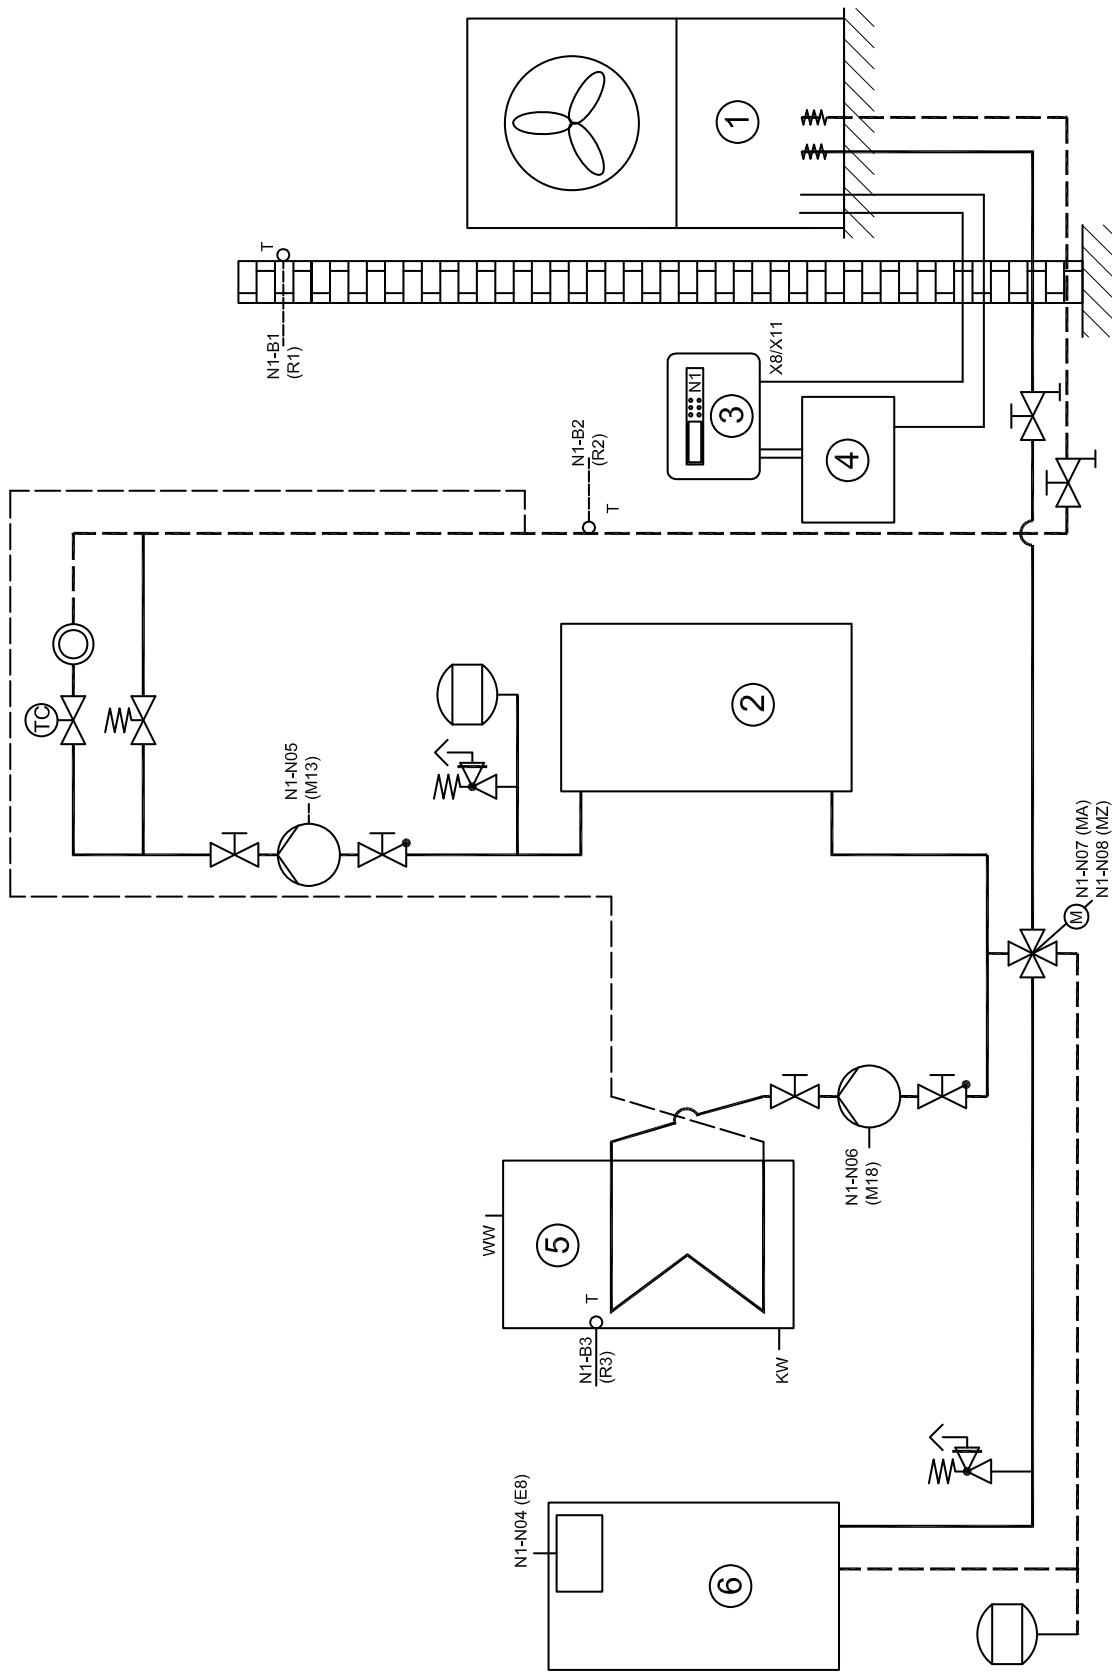 N1-N04 (E8)
6
N1-B3
(R3)
T
WW
5
KW
N1-N06
(M18)
M
N1-N07 (MA)
N1-N08 (MZ)
TC
N1-N05
(M13)
2
N1-B2
(R2)
T
N1-B1
(R1)
T
N1
3
X8/X11
4
1